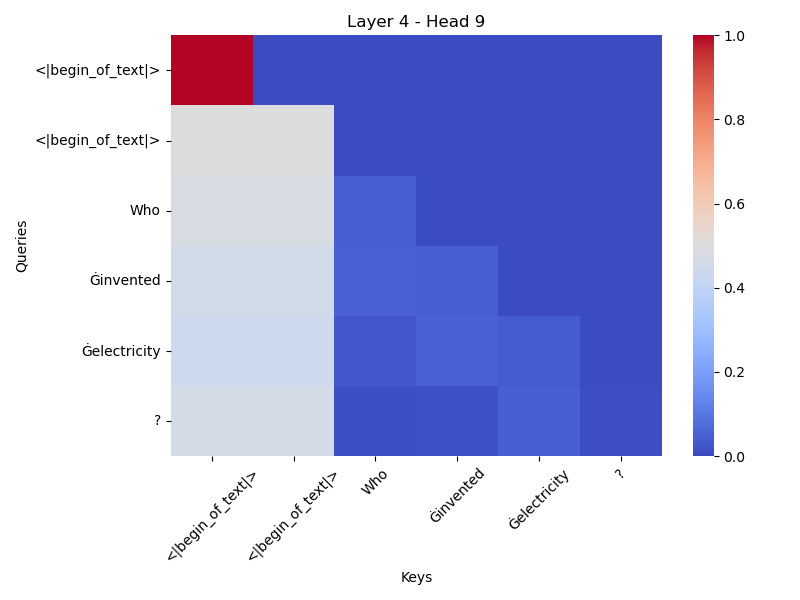 Layer 4 - Head 9
<|begin_of_text|>
<|begin_of_text|>
Who
Ġinvented
Ġelectricity
?
Queries
<|begin_of_text|>
<|begin_of_text|>
Who
Ġinvented
Ġelectricity
?
Keys
1.0
0.8
0.6
0.4
0.2
0.0